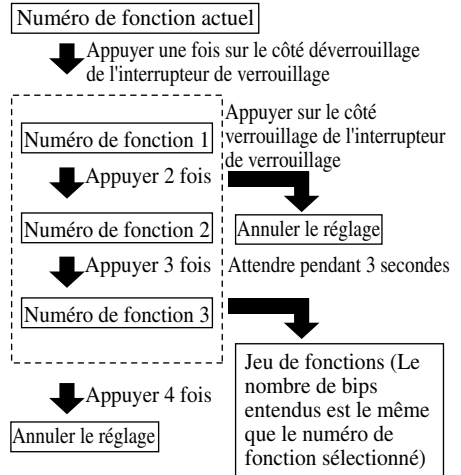 Numéro de fonction actuel
Appuyer une fois sur le côté déverrouillage
de l'interrupteur de verrouillage
Appuyer sur le côté
verrouillage de l'interrupteur
de verrouillage
Numéro de fonction 1
Appuyer 2 fois
Numéro de fonction 2
Annuler le réglage
Appuyer 3 fois
Attendre pendant 3 secondes
Numéro de fonction 3
Jeu de fonctions (Le
nombre de bips
entendus est le même
que le numéro de
fonction sélectionné)
Appuyer 4 fois
Annuler le réglage